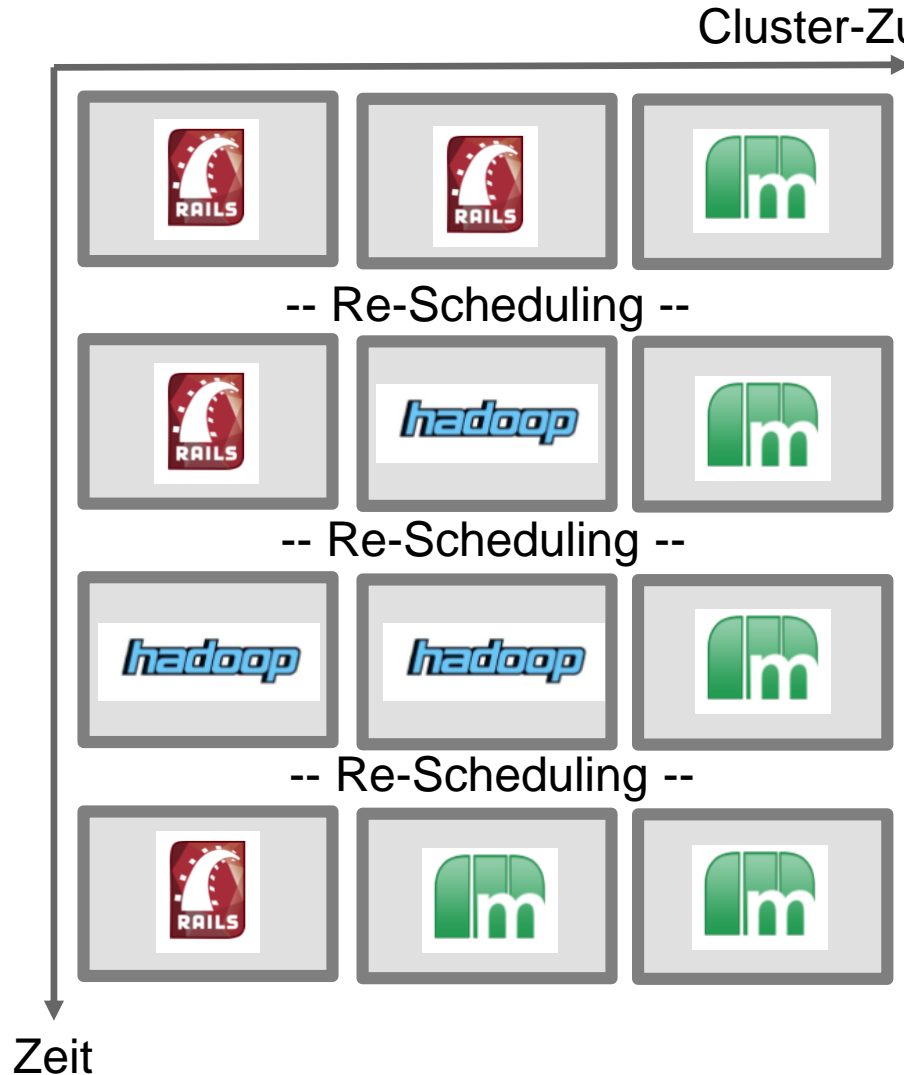 Cluster-Zu
RAILS RAILS m
-- Re-Scheduling --
RAILS hadoop m
-- Re-Scheduling --
hadoop hadoop m
-- Re-Scheduling --
RAILS m m
Zeit